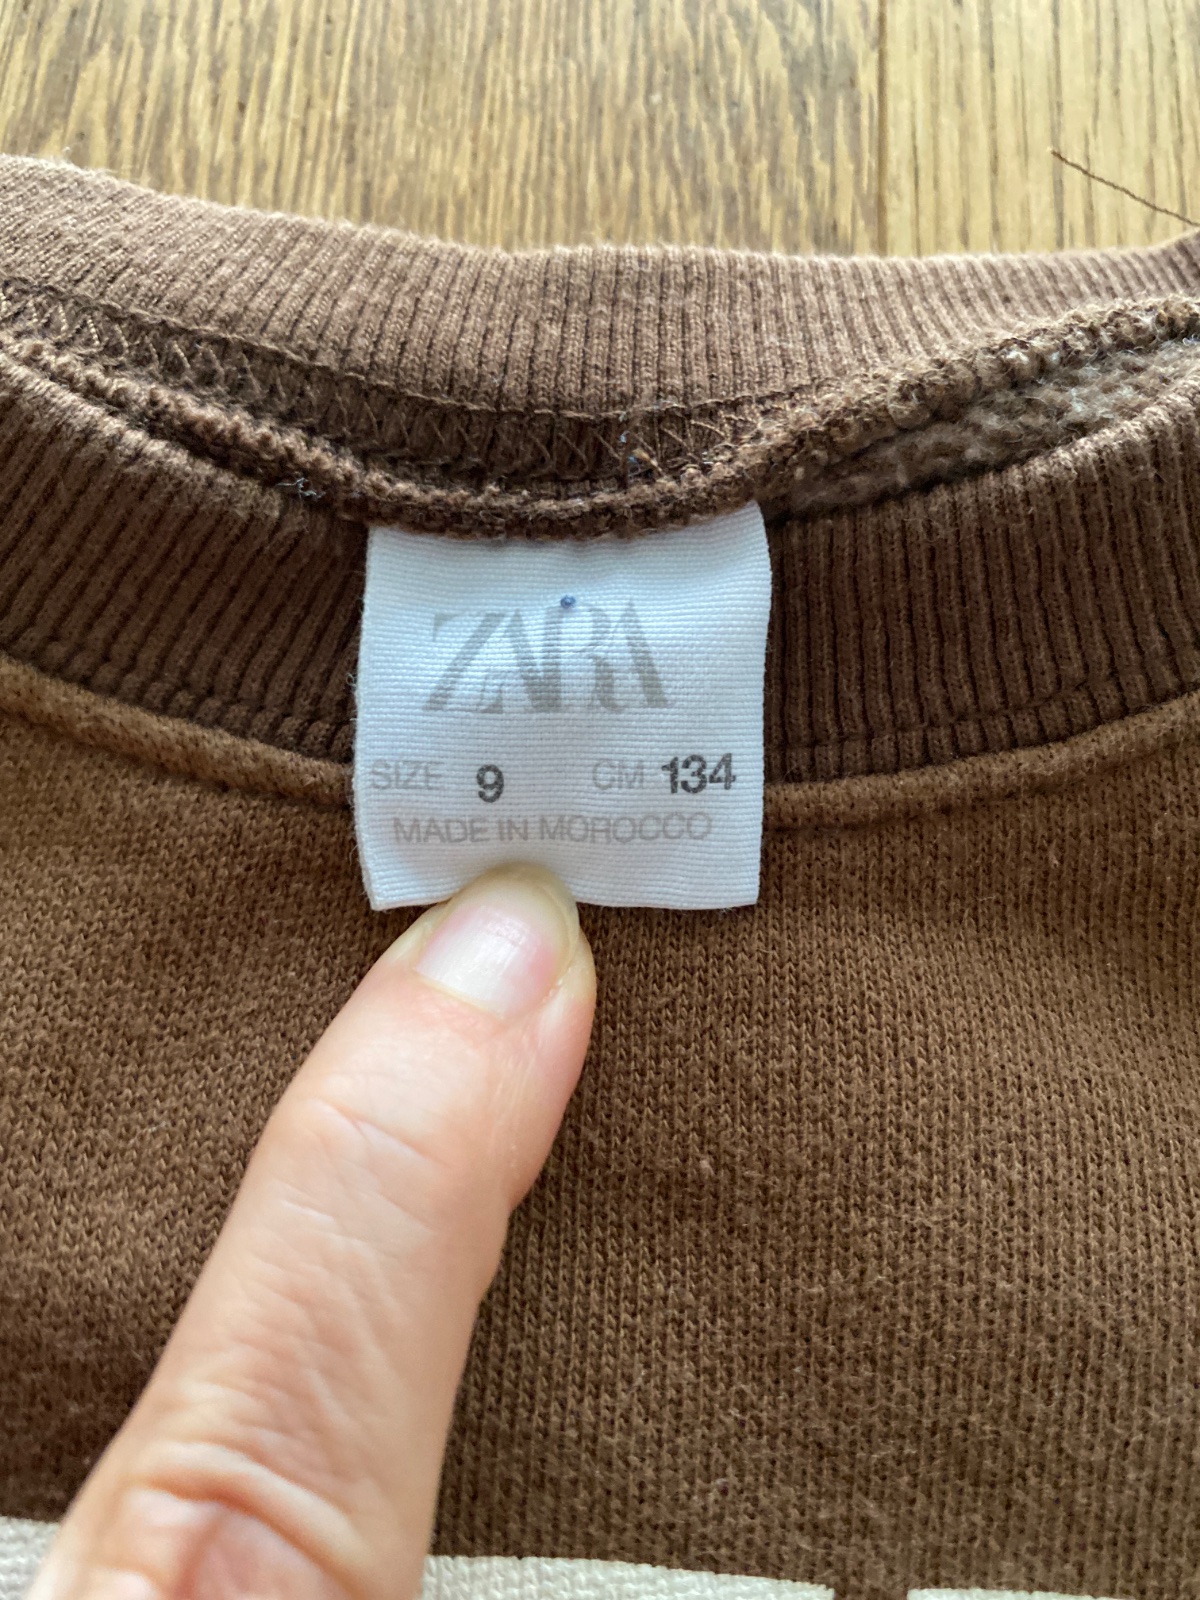 ZARA
SIZE 9 CM 134
MADE IN MOROCCO